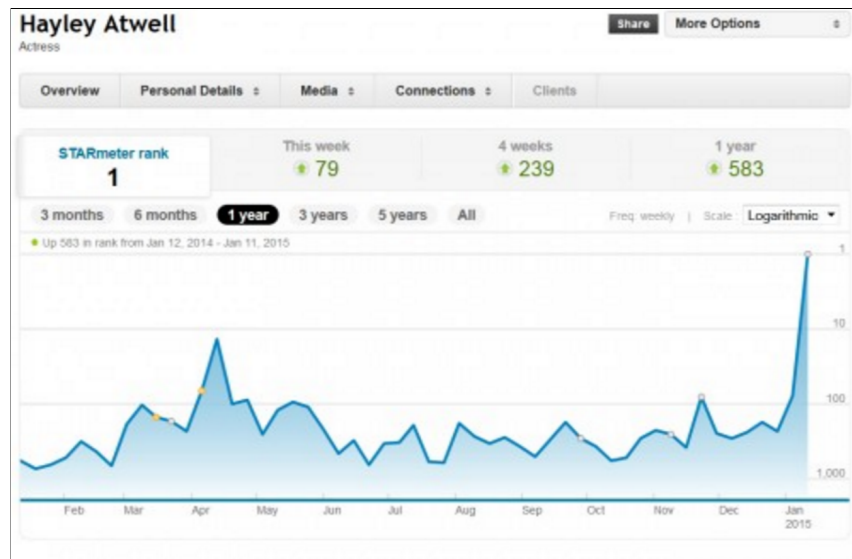 Hayley Atwell
Share More Options
Actress
Overview Personal Details Media Connections Clients
STARmeter rank This week 4 weeks 1 year
1 79 239 583
3 months 6 months 1 year 3 years 5 years All Freq: weekly | Scale: Logarithmic
Up 583 in rank from Jan 12, 2014 - Jan 11, 2015
1
10
100
1,000
Feb Mar Apr May Jun Jul Aug Sep Oct Nov Dec Jan
2015